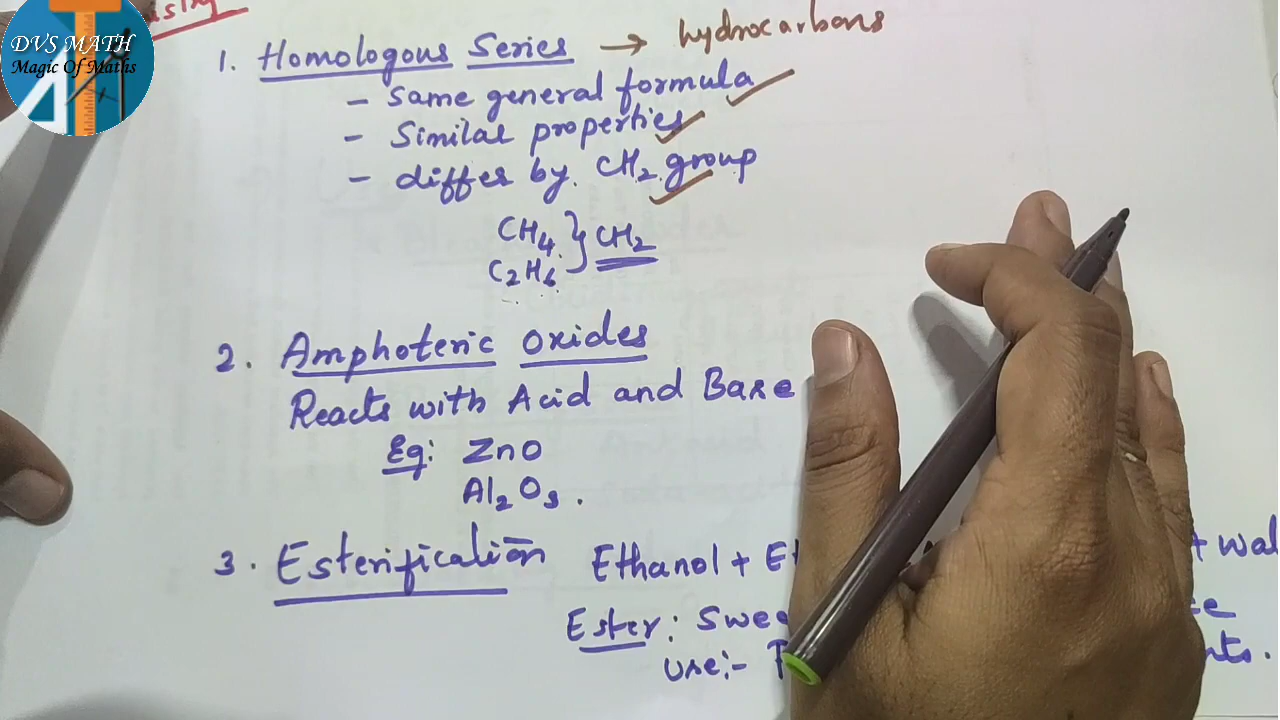 DVS MATH
Magic Of Maths
1. Homologous Series → hydrocarbons
- Same general formula
- Similar properties
- differ by CH2 group
CH4 } CH2
C2H6
2. Amphoteric Oxides
Reacts with Acid and Base
Eg: ZnO
Al2O3.
3. Esterification Ethanol + +
Ester:
use:-